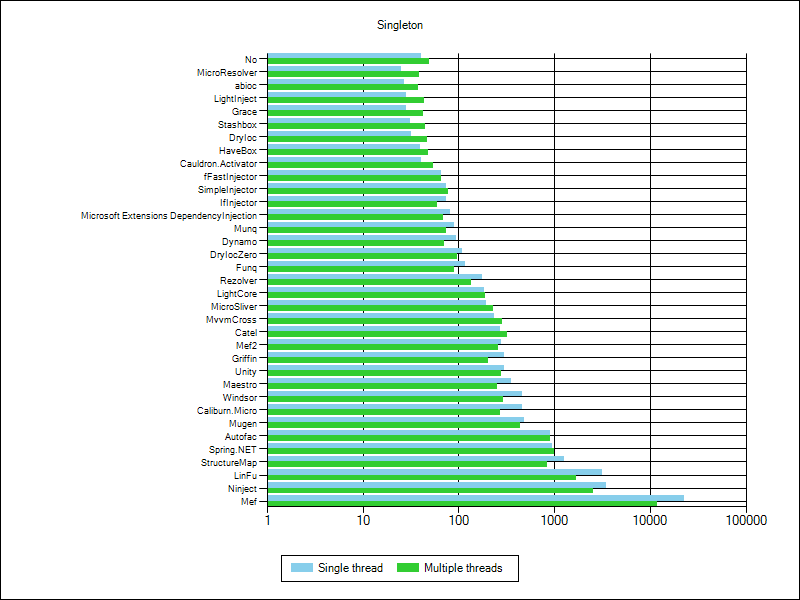 Singleton
No
MicroResolver
abioc
LightInject
Grace
Stashbox
DryIoc
HaveBox
Cauldron.Activator
fFastInjector
SimpleInjector
IfInjector
Microsoft Extensions DependencyInjection
Munq
Dynamo
DryIocZero
Funq
Rezolver
LightCore
MicroSliver
MvvmCross
Catel
Mef2
Griffin
Unity
Maestro
Windsor
Caliburn.Micro
Mugen
Autofac
Spring.NET
StructureMap
LinFu
Ninject
Mef
1 10 100 1000 10000 100000
Single thread Multiple threads